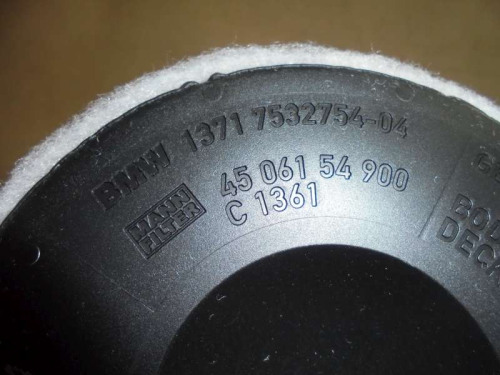 BMW 1371 7532754-04
MANN
FILTER
45 061 54 900
C 1361